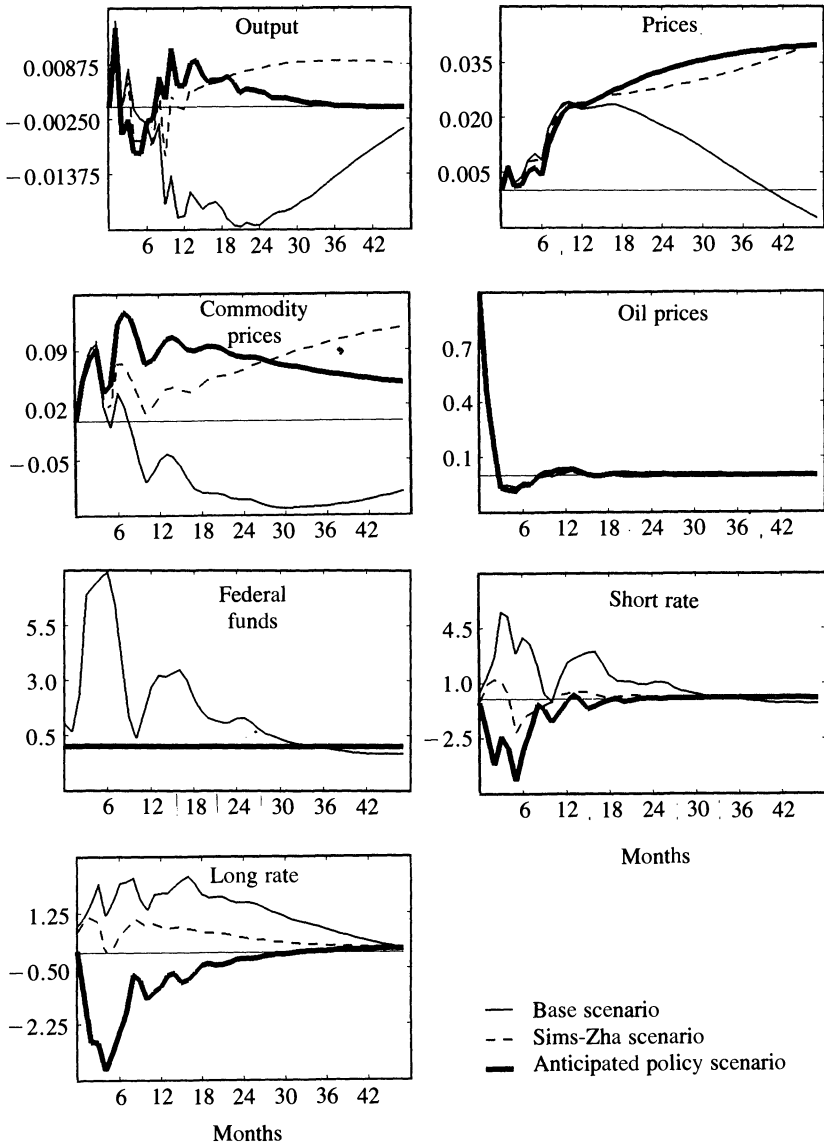 Output
0.00875
−0.00250
−0.01375
6 12 18 24 30 36 42
Prices
0.035
0.020
0.005
6 12 18 24 30 36 42
Commodity
prices
0.09
0.02
−0.05
6 12 18 24 30 36 42
Oil prices
0.7
0.4
0.1
6 12 18 24 30 36 42
Federal
funds
5.5
3.0
0.5
6 12 18 24 30 36 42
Short rate
4.5
1.0
−2.5
6 12 18 24 30 36 42
Months
Long rate
1.25
−0.50
−2.25
6 12 18 24 30 36 42
Months
Base scenario
Sims-Zha scenario
Anticipated policy scenario